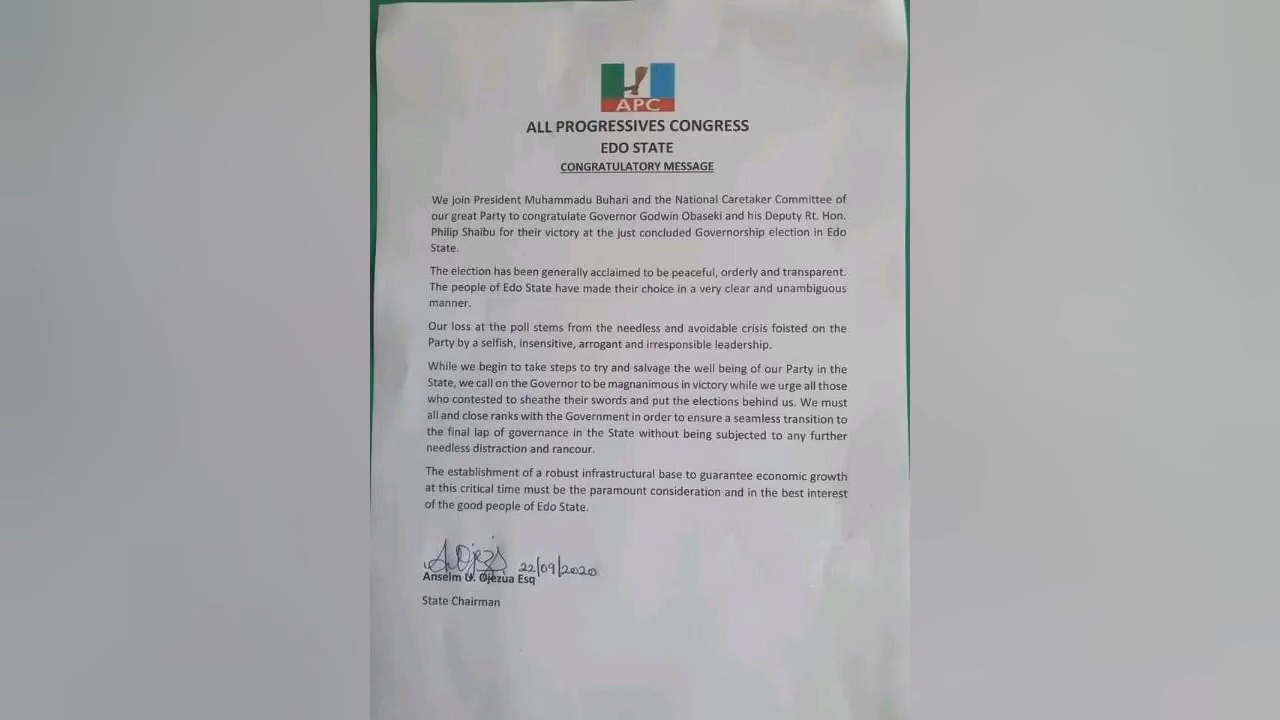 APC
ALL PROGRESSIVES CONGRESS
EDO STATE
CONGRATULATORY MESSAGE
We join President Muhammadu Buhari and the National Caretaker Committee of
our great Party to congratulate Governor Godwin Obaseki and his Deputy Rt. Hon.
Philip Shaibu for their victory at the just concluded Governorship election in Edo
State.
The election has been generally acclaimed to be peaceful, orderly and transparent.
The people of Edo State have made their choice in a very clear and unambiguous
manner.
Our loss at the poll stems from the needless and avoidable crisis foisted on the
Party by a selfish, insensitive, arrogant and irresponsible leadership.
While we begin to take steps to try and salvage the well being of our Party in the
State, we call on the Governor to be magnanimous in victory while we urge all those
who contested to sheathe their swords and put the elections behind us. We must
all and close ranks with the Government in order to ensure a seamless transition to
the final lap of governance in the State without being subjected to any further
needless distraction and rancour.
The establishment of a robust infrastructural base to guarantee economic growth
at this critical time must be the paramount consideration and in the best interest
of the good people of Edo State.
22/09/2020
Anselm U. Ojezua Esq
State Chairman